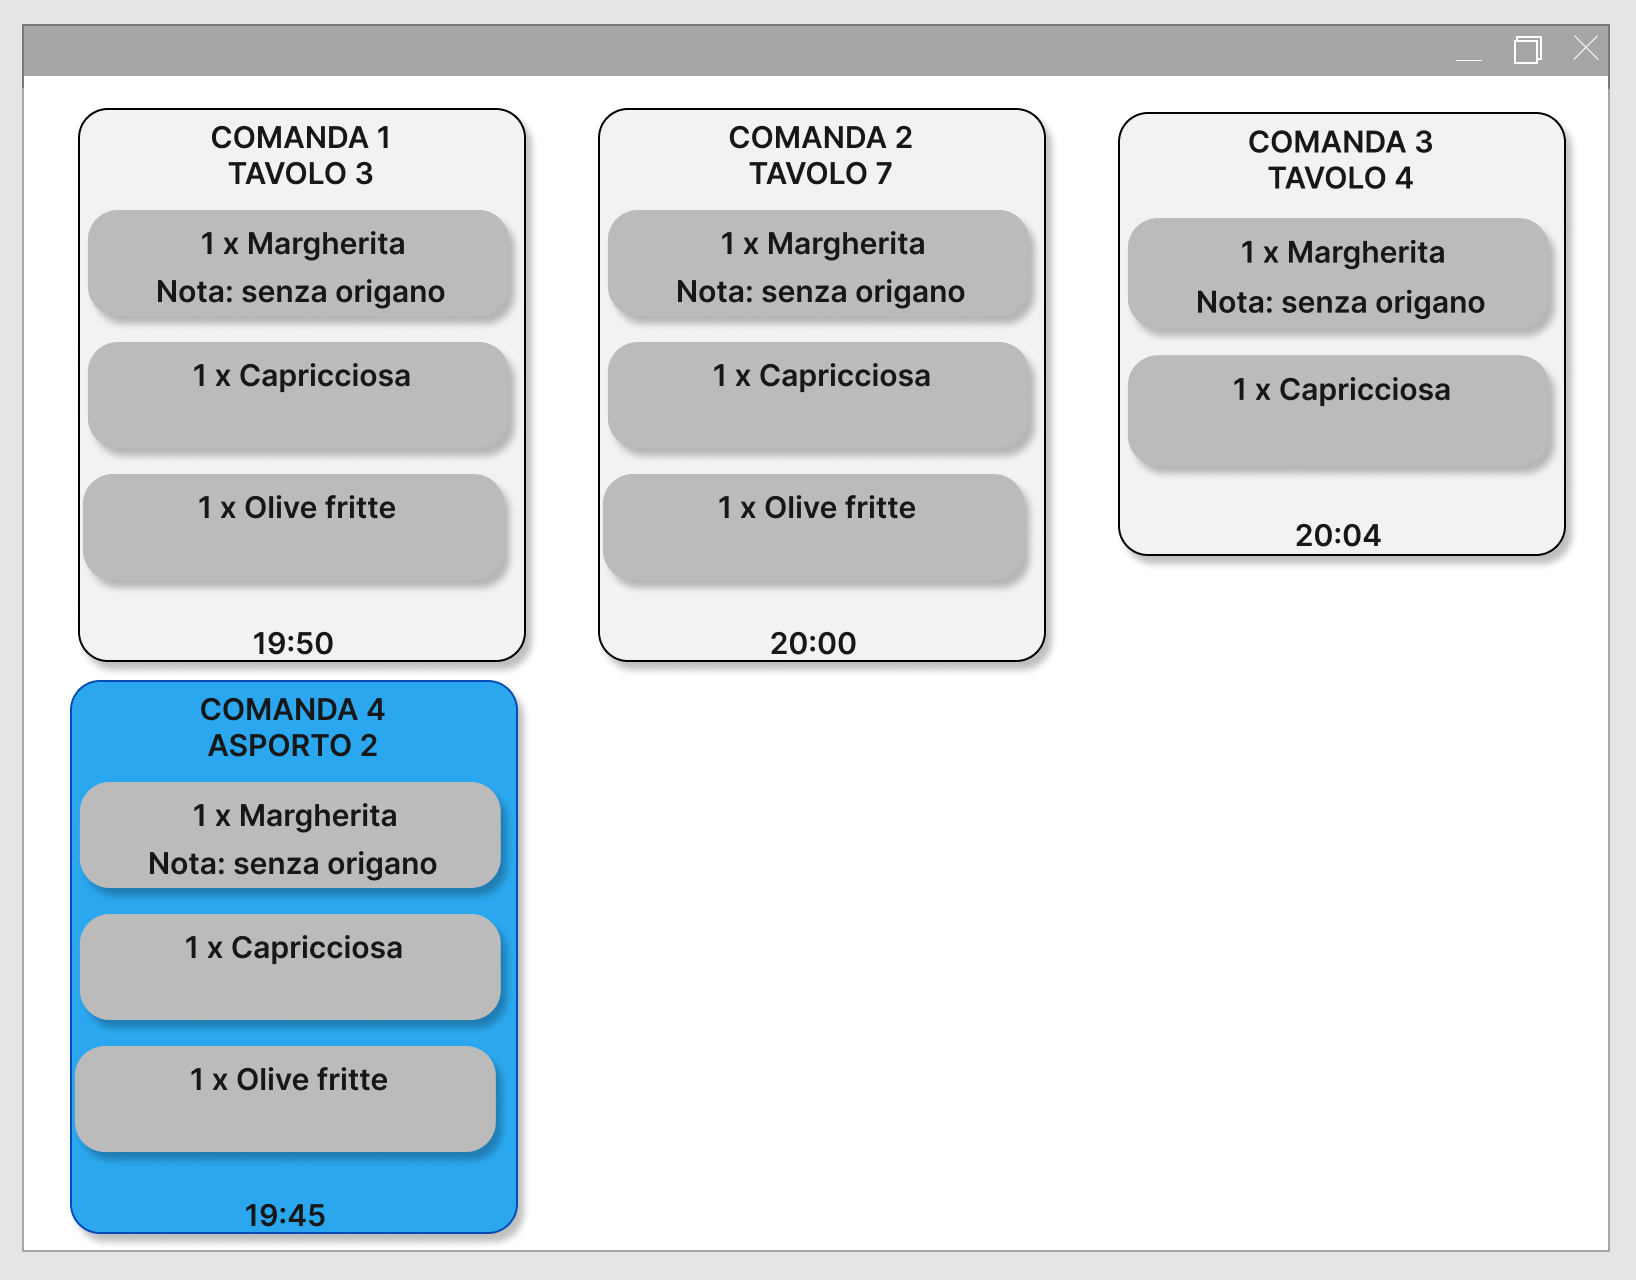 COMANDA 1
TAVOLO 3
1 x Margherita
Nota: senza origano
1 x Capricciosa
1 x Olive fritte
19:50
COMANDA 2
TAVOLO 7
1 x Margherita
Nota: senza origano
1 x Capricciosa
1 x Olive fritte
20:00
COMANDA 3
TAVOLO 4
1 x Margherita
Nota: senza origano
1 x Capricciosa
20:04
COMANDA 4
ASPORTO 2
1 x Margherita
Nota: senza origano
1 x Capricciosa
1 x Olive fritte
19:45